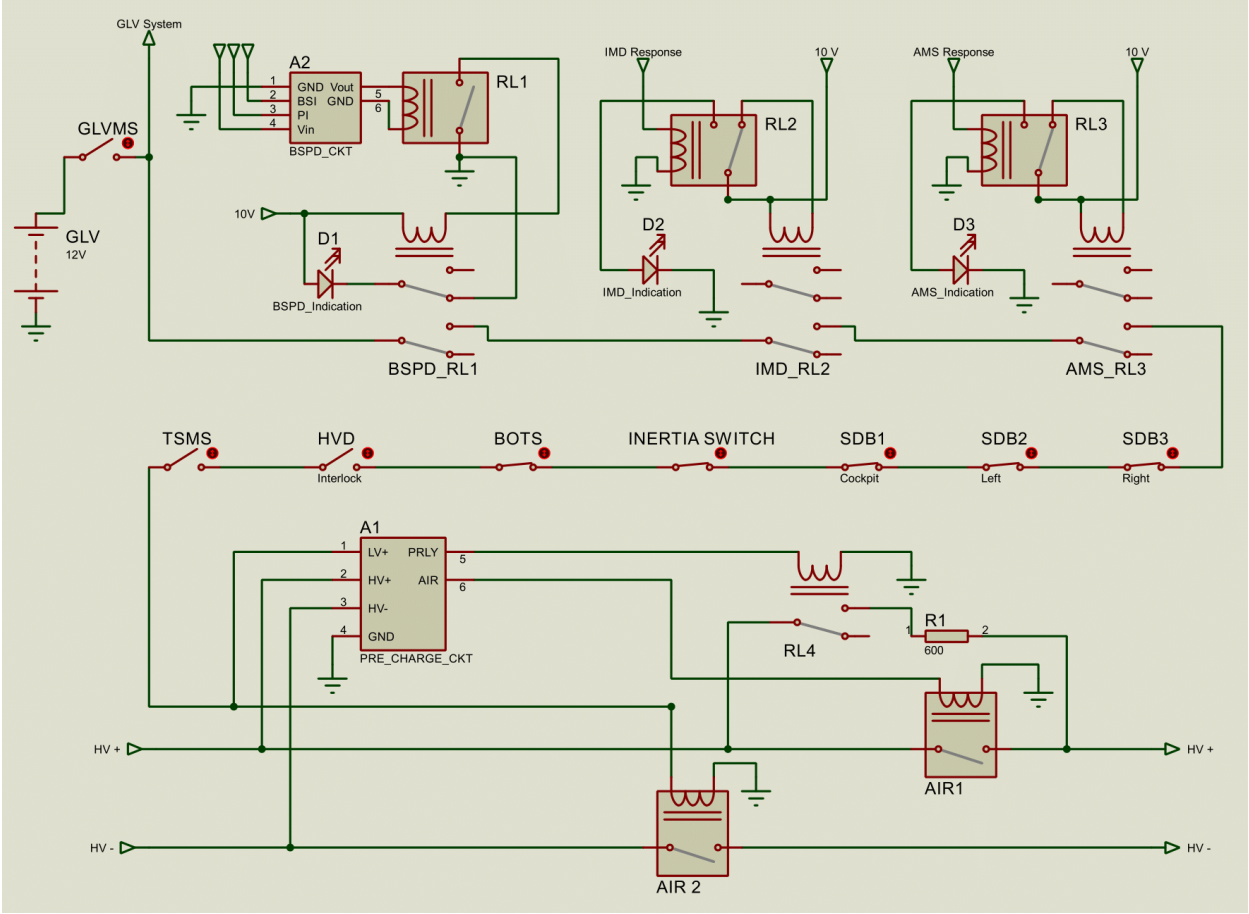 GLV System
GLVMS
GLV
12V
A2
1 GND Vout 5
2 BSI GND 6
3 PI
4 Vin
BSPD_CKT
RL1
10V
D1
BSPD_Indication
BSPD_RL1
IMD Response
10 V
RL2
D2
IMD_Indication
IMD_RL2
AMS Response
10 V
RL3
D3
AMS_Indication
AMS_RL3
TSMS
HVD
Interlock
BOTS
INERTIA SWITCH
SDB1
Cockpit
SDB2
Left
SDB3
Right
A1
1 LV+ PRLY 5
2 HV+ AIR 6
3 HV-
4 GND
PRE_CHARGE_CKT
RL4
1 R1 2
600
HV +
HV +
AIR1
HV -
HV -
AIR 2